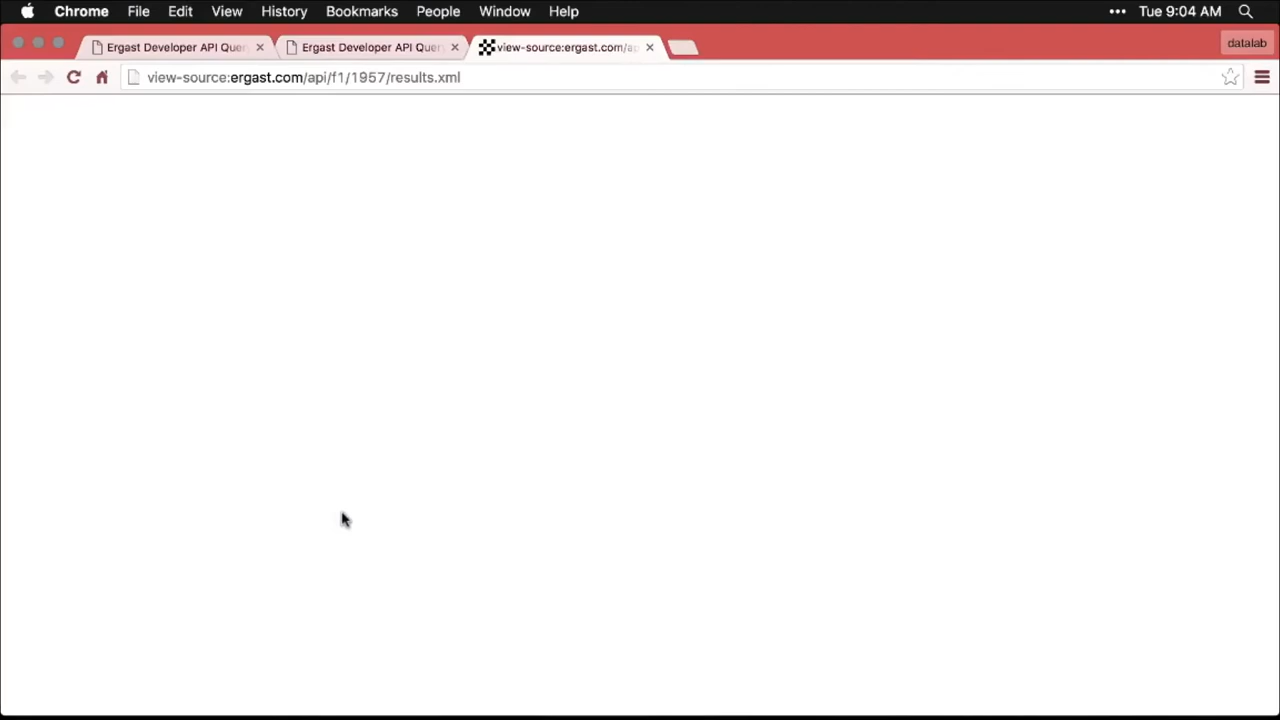 Chrome File Edit View History Bookmarks People Window Help ••• Tue 9:04 AM
Ergast Developer API Quer Ergast Developer API Quer view-source:ergast.com/ap datalab
view-source:ergast.com/api/f1/1957/results.xml